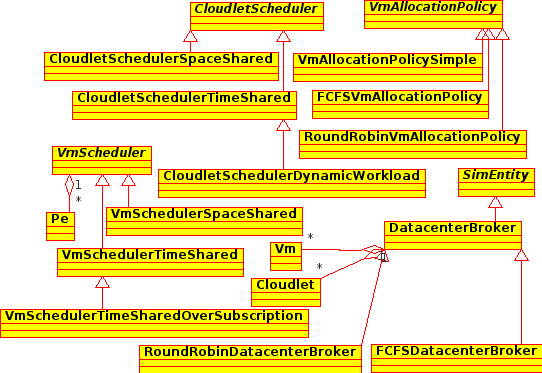 CloudletScheduler
VmAllocationPolicy
CloudletSchedulerSpaceShared
VmAllocationPolicySimple
CloudletSchedulerTimeShared
FCFSVmAllocationPolicy
RoundRobinVmAllocationPolicy
VmScheduler
CloudletSchedulerDynamicWorkload
SimEntity
1
*
Pe
VmSchedulerSpaceShared
DatacenterBroker
*
Vm
VmSchedulerTimeShared
1
*
Cloudlet
VmSchedulerTimeSharedOverSubscription
RoundRobinDatacenterBroker
FCFSDatacenterBroker